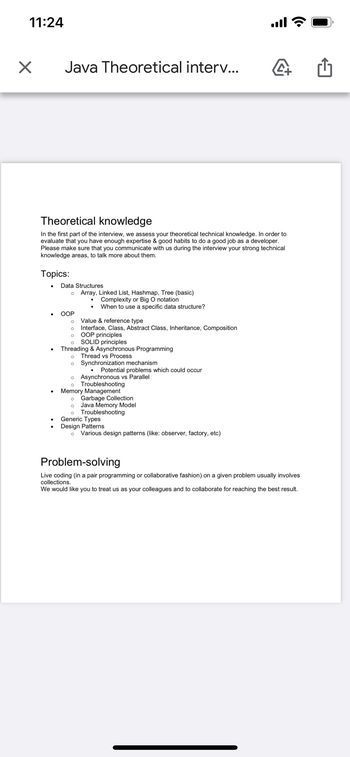 11:24
Java Theoretical interv...
Theoretical knowledge
In the first part of the interview, we assess your theoretical technical knowledge. In order to
evaluate that you have enough expertise & good habits to do a good job as a developer.
Please make sure that you communicate with us during the interview your strong technical
knowledge areas, to talk more about them.
Topics:
• Data Structures
o Array, Linked List, Hashmap, Tree (basic)
▪ Complexity or Big O notation
▪ When to use a specific data structure?
• OOP
o Value & reference type
o Interface, Class, Abstract Class, Inheritance, Composition
o OOP principles
o SOLID principles
• Threading & Asynchronous Programming
o Thread vs Process
o Synchronization mechanism
▪ Potential problems which could occur
o Asynchronous vs Parallel
o Troubleshooting
• Memory Management
o Garbage Collection
o Java Memory Model
o Troubleshooting
• Generic Types
• Design Patterns
o Various design patterns (like: observer, factory, etc)
Problem-solving
Live coding (in a pair programming or collaborative fashion) on a given problem usually involves
collections.
We would like you to treat us as your colleagues and to collaborate for reaching the best result.